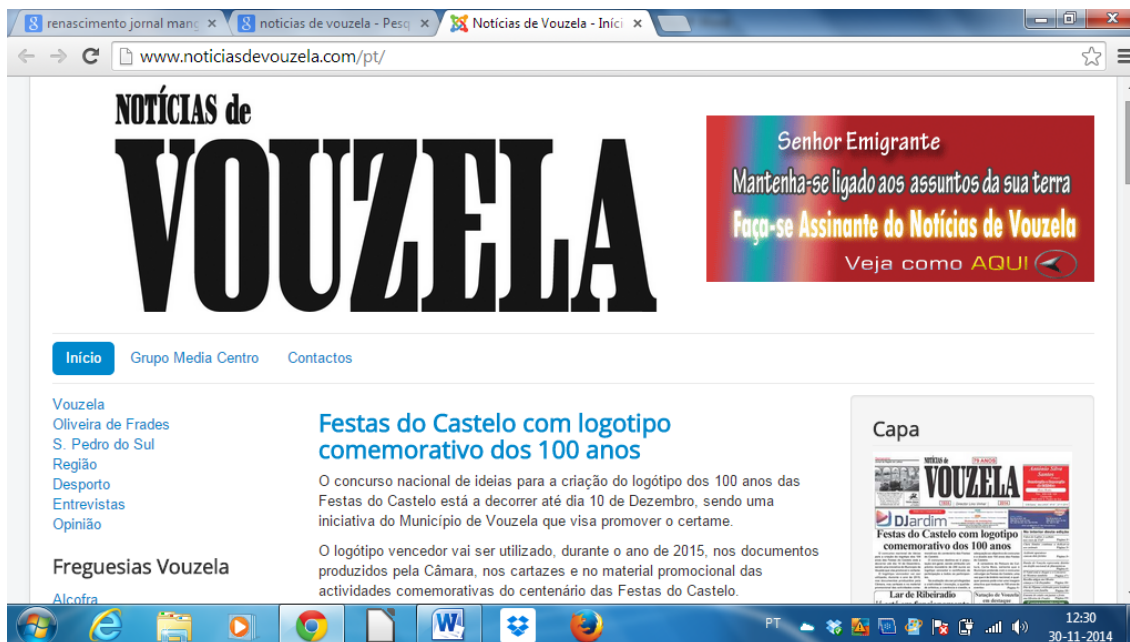 renascimento jornal mang
noticias de vouzela - Pesq
Notícias de Vouzela - Iníci
www.noticiasdevouzela.com/pt/
NOTÍCIAS de
VOUZELA
Senhor Emigrante
Mantenha-se ligado aos assuntos da sua terra
Faça-se Assinante do Notícias de Vouzela
Veja como AQUI
Início
Grupo Media Centro
Contactos
Vouzela
Oliveira de Frades
S. Pedro do Sul
Região
Desporto
Entrevistas
Opinião
Freguesias Vouzela
Alcofra
Festas do Castelo com logotipo
comemorativo dos 100 anos
O concurso nacional de ideias para a criação do logótipo dos 100 anos das
Festas do Castelo está a decorrer até dia 10 de Dezembro, sendo uma
iniciativa do Município de Vouzela que visa promover o certame.
O logótipo vencedor vai ser utilizado, durante o ano de 2015, nos documentos
produzidos pela Câmara, nos cartazes e no material promocional das
actividades comemorativas do centenário das Festas do Castelo.
Capa
NOTÍCIAS de
VOUZELA
DJardim
Festas do Castelo com logotipo
comemorativo dos 100 anos
Lar de Ribeiradio
Natação de Vouzela
em destaque
PT
12:30
30-11-2014